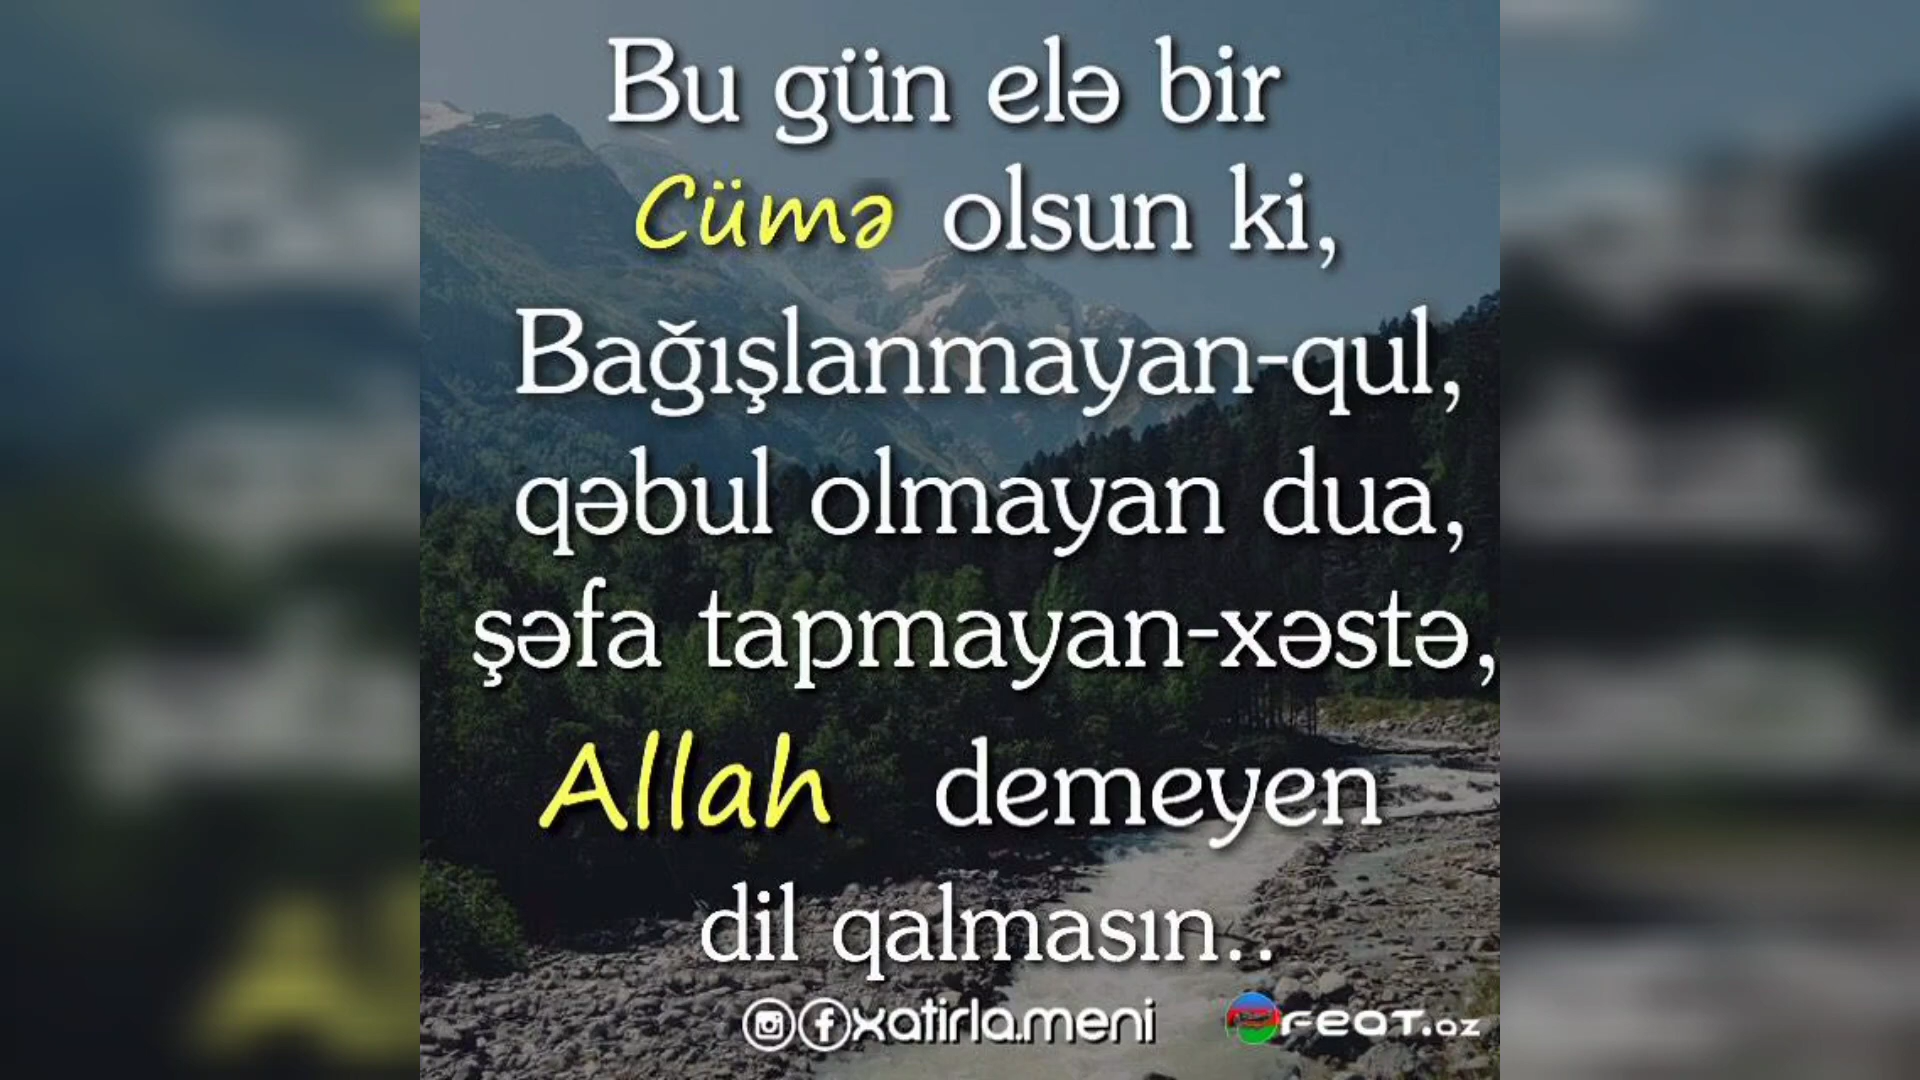 Bu gün elə bir
Cümə olsun ki,
Bağışlanmayan-qul,
qəbul olmayan dua,
şəfa tapmayan-xəstə,
Allah demeyen
dil qalmasın..
xatirla.meni
reaT.az